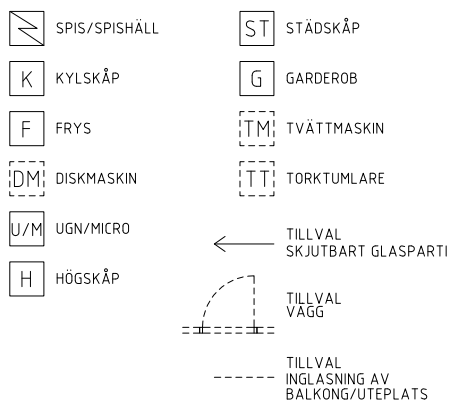 SPIS/SPISHÄLL
K KYLSKÅP
F FRYS
DM DISKMASKIN
U/M UGN/MICRO
H HÖGSKÅP
ST STÄDSKÅP
G GARDEROB
TM TVÄTTMASKIN
TT TORKTUMLARE
TILLVAL
SKJUTBART GLASPARTI
TILLVAL
VÄGG
TILLVAL
INGLASNING AV
BALKONG/UTEPLATS